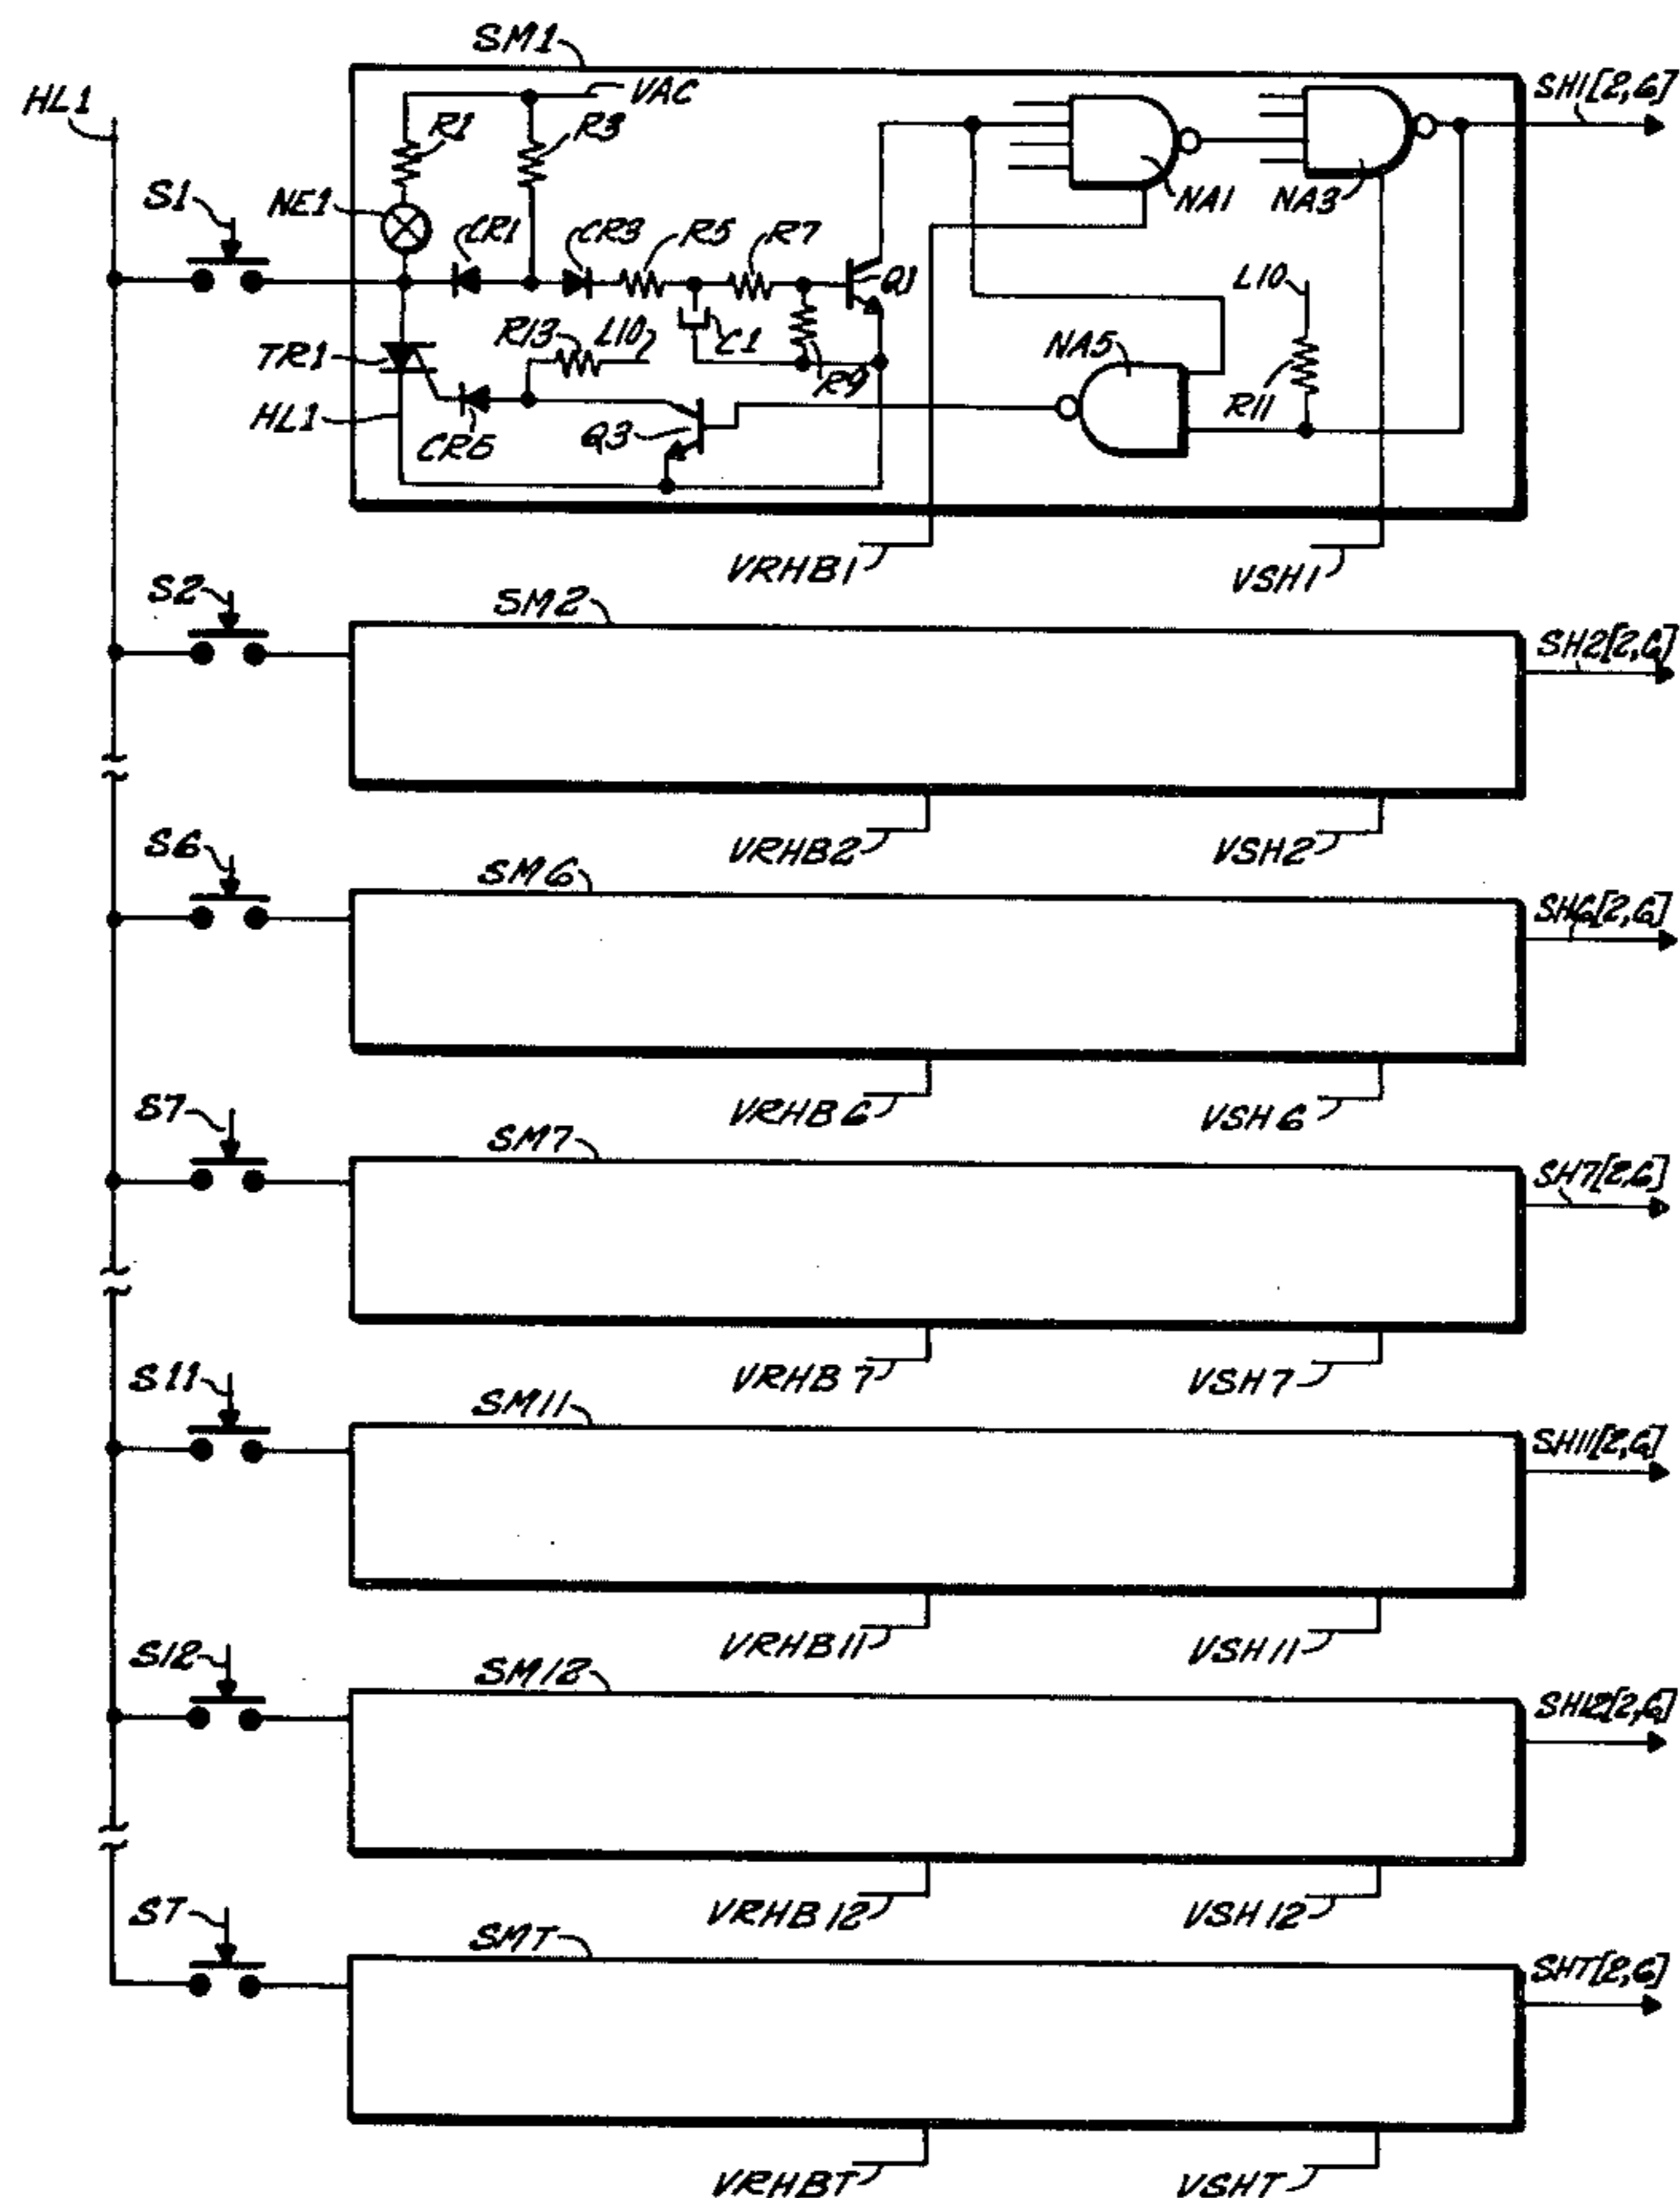 SM1
HL1
VAC
SH1[2,6]
R1
R3
S1
NE1
CR1
CR3
R5
R7
Q1
NA1
NA3
L10
R13
L10
C1
NA5
TR1
R9
R11
HL1
CR5
Q3
VRHB1
VSH1
S2
SM2
SH2[2,6]
VRHB2
VSH2
S6
SM6
SH6[2,6]
VRHB6
VSH6
S7
SM7
SH7[2,6]
VRHB7
VSH7
S11
SM11
SH11[2,6]
VRHB11
VSH11
S12
SM12
SH12[2,6]
VRHB12
VSH12
ST
SMT
SHT[2,6]
VRHBT
VSHT